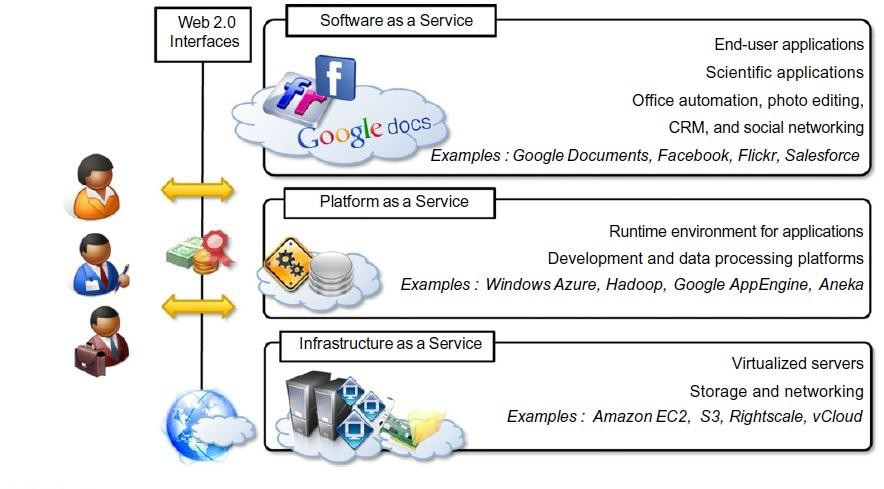 Web 2.0
Interfaces
Software as a Service
End-user applications
Scientific applications
Office automation, photo editing,
CRM, and social networking
Examples : Google Documents, Facebook, Flickr, Salesforce
f
fr
Google docs
Platform as a Service
Runtime environment for applications
Development and data processing platforms
Examples : Windows Azure, Hadoop, Google AppEngine, Aneka
Infrastructure as a Service
Virtualized servers
Storage and networking
Examples : Amazon EC2, S3, Rightscale, vCloud